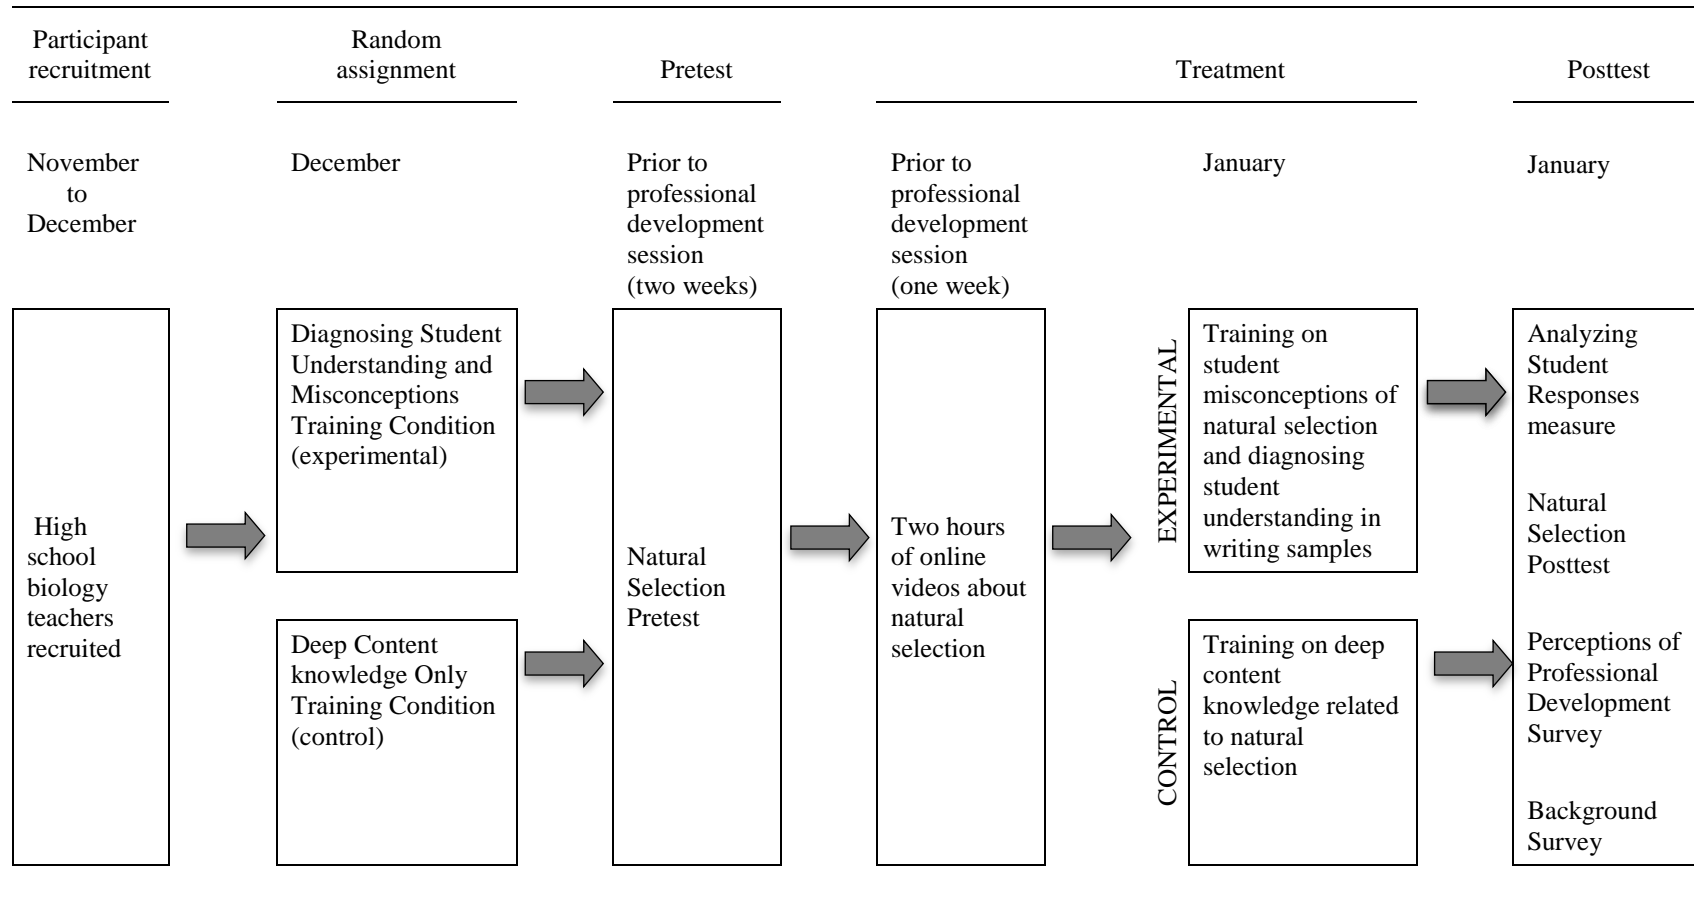 Participant
recruitment
Random
assignment
Pretest
Treatment
Posttest
November
to
December
December
Prior to
professional
development
session
(two weeks)
Prior to
professional
development
session
(one week)
January
January
High
school
biology
teachers
recruited
Diagnosing Student
Understanding and
Misconceptions
Training Condition
(experimental)
Deep Content
knowledge Only
Training Condition
(control)
Natural
Selection
Pretest
Two hours
of online
videos about
natural
selection
EXPERIMENTAL
Training on
student
misconceptions of
natural selection
and diagnosing
student
understanding in
writing samples
CONTROL
Training on deep
content
knowledge related
to natural
selection
Analyzing
Student
Responses
measure
Natural
Selection
Posttest
Perceptions of
Professional
Development
Survey
Background
Survey